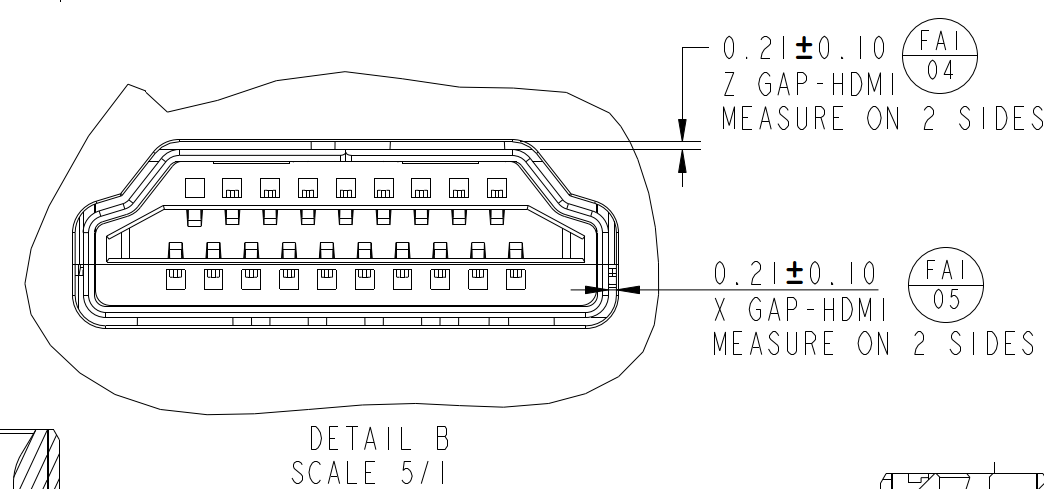 0.21±0.10 FAI
04
Z GAP-HDMI
MEASURE ON 2 SIDES
0.21±0.10 FAI
05
X GAP-HDMI
MEASURE ON 2 SIDES
DETAIL B
SCALE 5/1